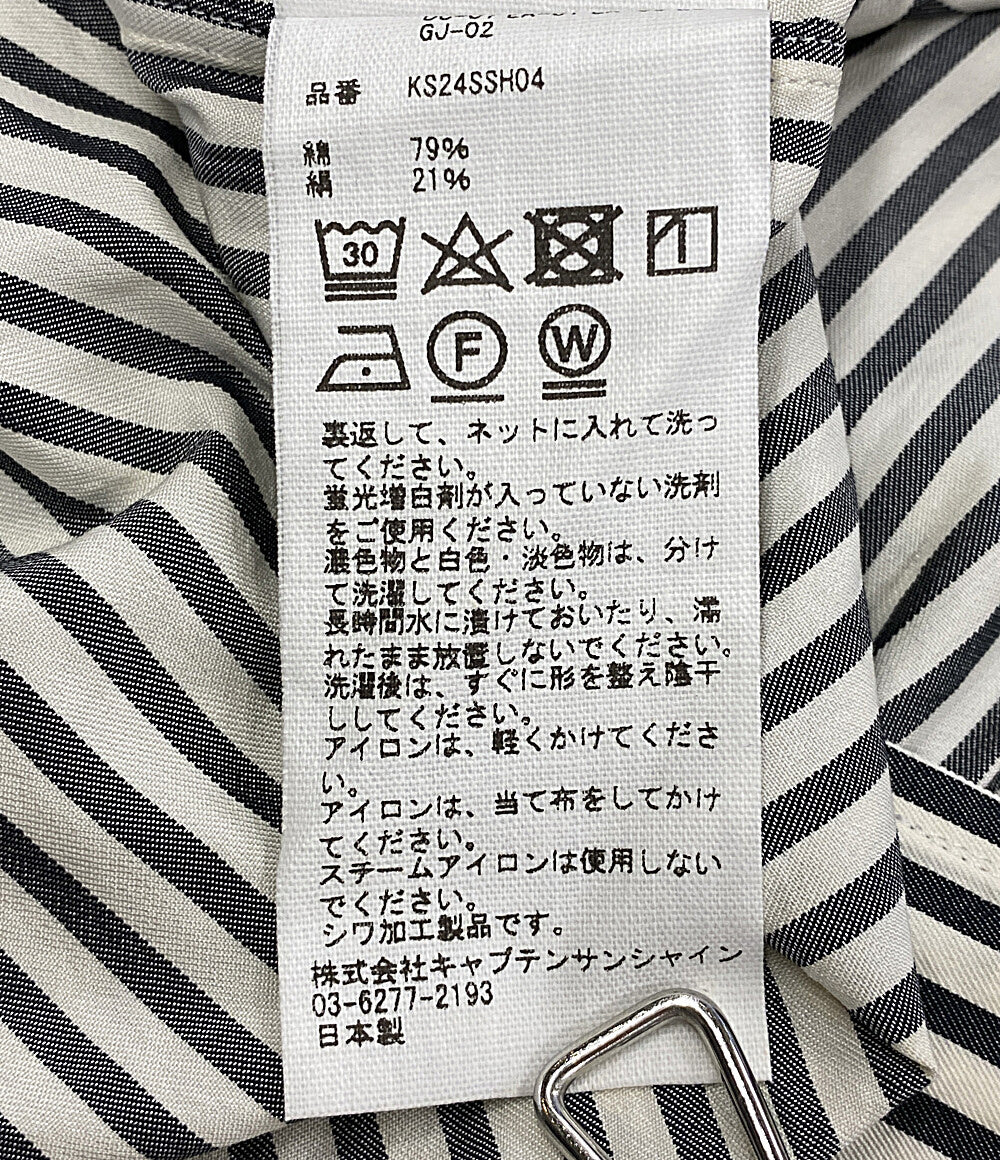 GJ-02
品番 KS24SSH04
綿 79%
絹 21%
30
F
W
裏返して、ネットに入れて洗っ
てください。
蛍光増白剤が入っていない洗剤
をご使用ください。
濃色物と白色・淡色物は、分け
て洗濯してください。
長時間水に漬けておいたり、濡
れたまま放置しないでください。
洗濯後は、すぐに形を整え陰干
ししてください。
アイロンは、軽くかけてくださ
い。
アイロンは、当て布をしてかけ
てください。
スチームアイロンは使用しない
でください。
シワ加工製品です。
株式会社キャプテンサンシャイン
03-6277-2193
日本製